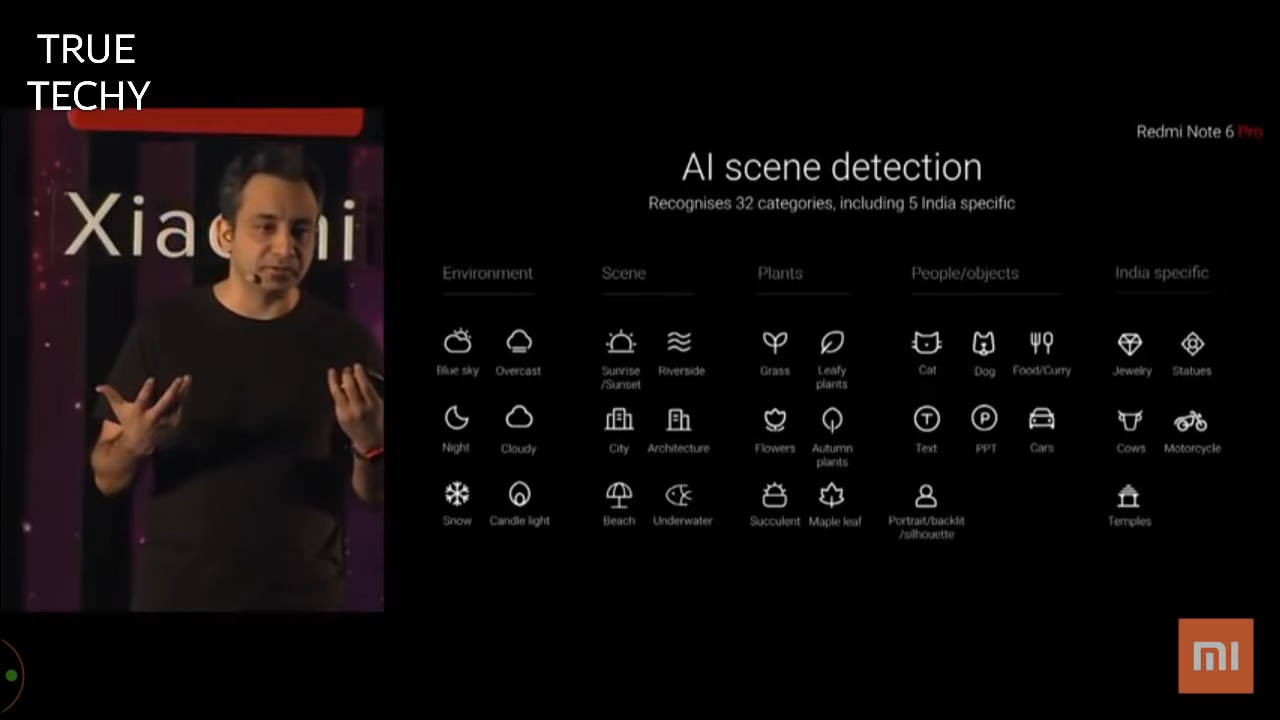 TRUE
TECHY
Xiaomi
Redmi Note 6 Pro
AI scene detection
Recognises 32 categories, including 5 India specific
Environment
Scene
Plants
People/objects
India specific
Blue sky
Overcast
Sunrise
/Sunset
Riverside
Grass
Leafy
plants
Cat
Dog
Food/Curry
Jewelry
Statues
Night
Cloudy
City
Architecture
Flowers
Autumn
plants
T
Text
P
PPT
Cars
Cows
Motorcycle
Snow
Candle light
Beach
Underwater
Succulent
Maple leaf
Portrait/backlit
/silhouette
Temples
MI